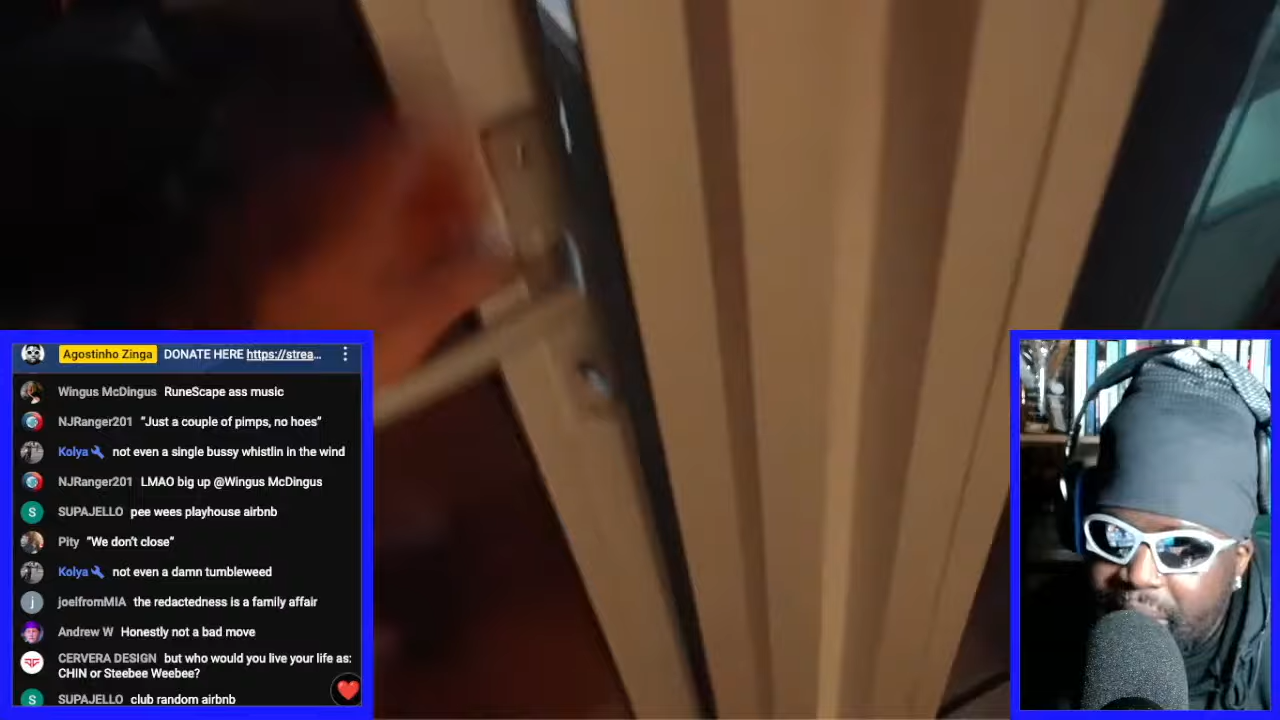 Agostinho Zinga DONATE HERE https://strea...
Wingus McDingus RuneScape ass music
NJRanger201 "Just a couple of pimps, no hoes"
Kolya not even a single bussy whistlin in the wind
NJRanger201 LMAO big up @Wingus McDingus
S SUPAJELLO pee wees playhouse airbnb
Pity "We don't close"
Kolya not even a damn tumbleweed
j joelfromMIA the redactedness is a family affair
Andrew W Honestly not a bad move
CERVERA DESIGN but who would you live your life as:
CHIN or Steebee Weebee?
S SUPAJELLO club random airbnb